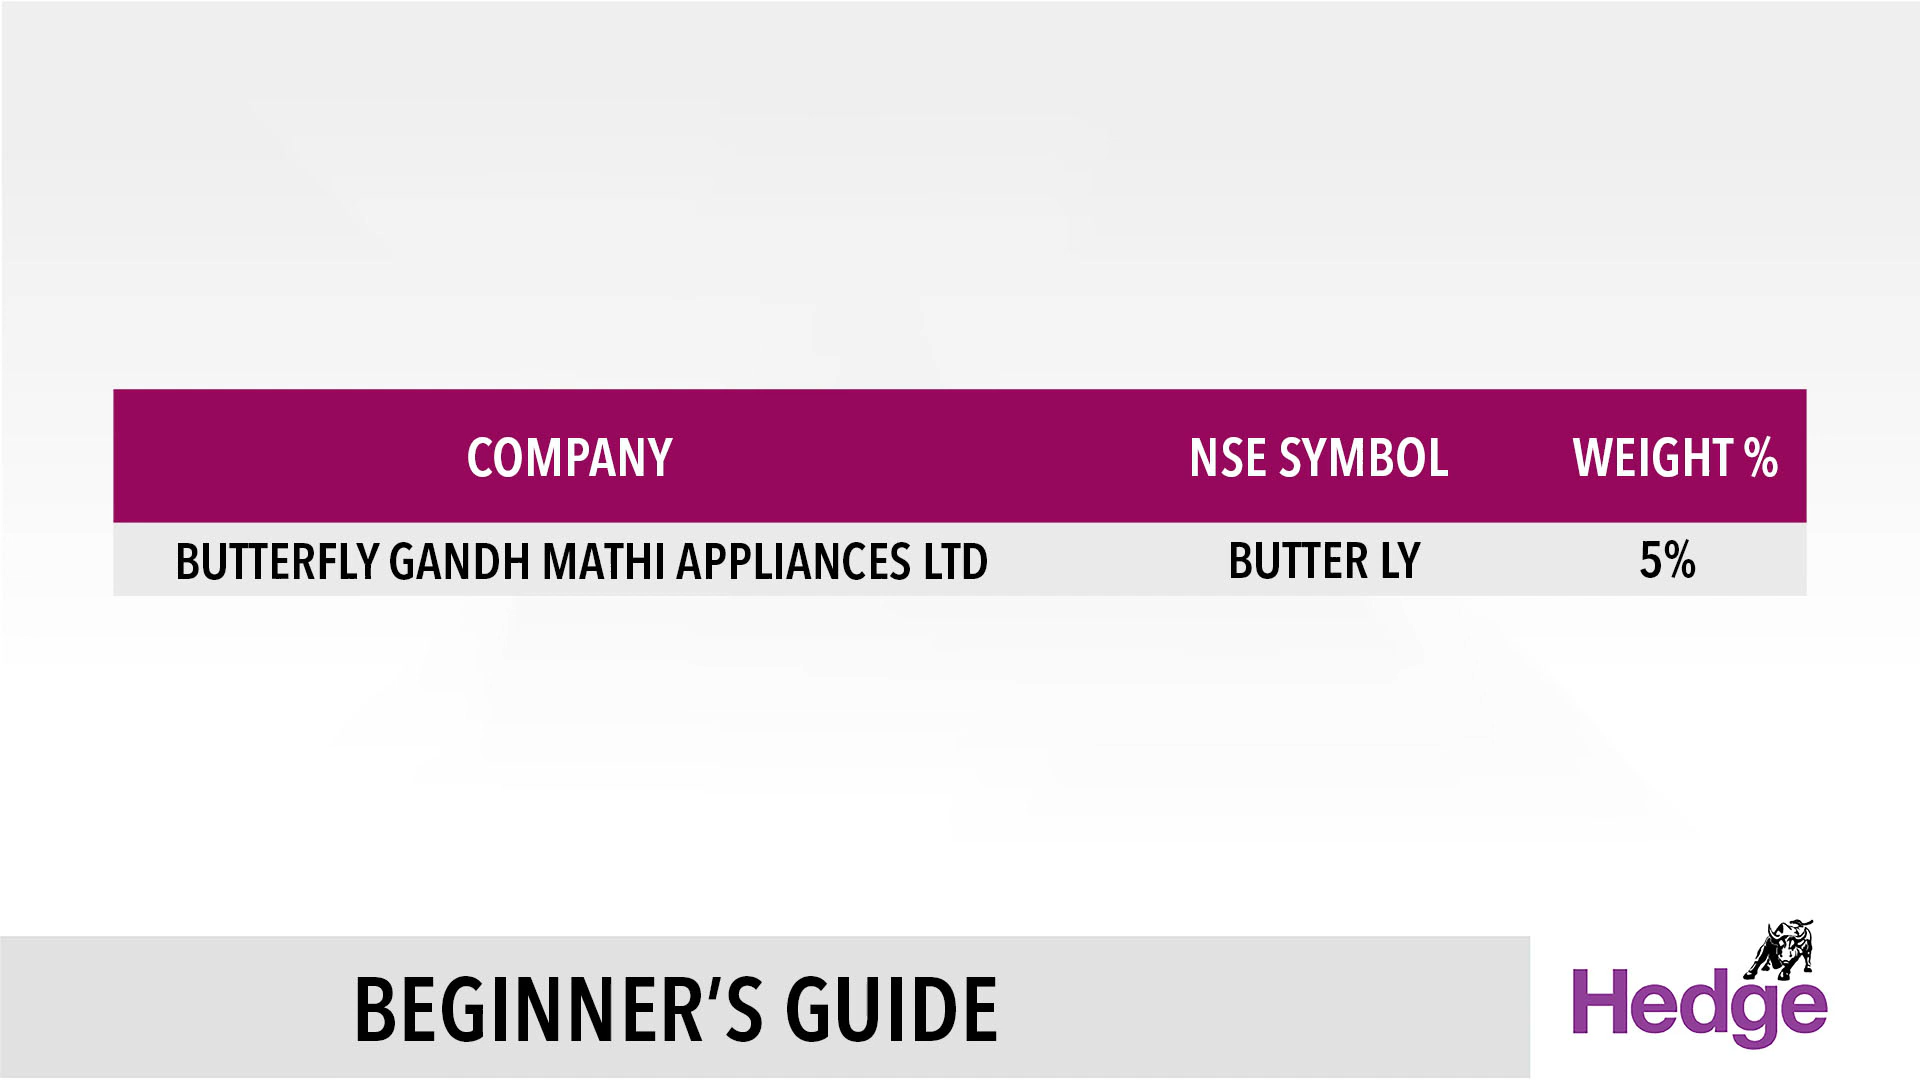 COMPANY NSE SYMBOL WEIGHT %
BUTTERFLY GANDH MATHI APPLIANCES LTD BUTTER LY 5%
BEGINNER’S GUIDE
Hedge